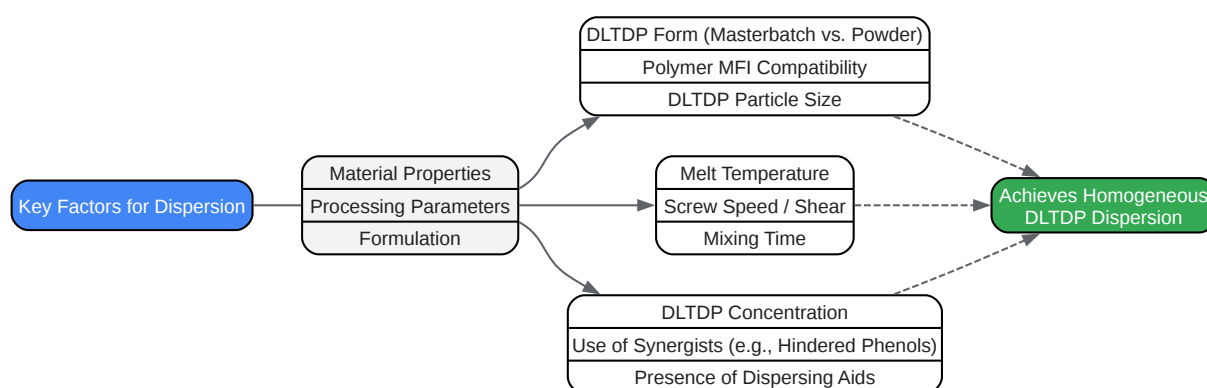 Key Factors for Dispersion
Material Properties
Processing Parameters
Formulation
DLTDP Form (Masterbatch vs. Powder)
Polymer MFI Compatibility
DLTDP Particle Size
Melt Temperature
Screw Speed / Shear
Mixing Time
DLTDP Concentration
Use of Synergists (e.g., Hindered Phenols)
Presence of Dispersing Aids
Achieves Homogeneous
DLTDP Dispersion